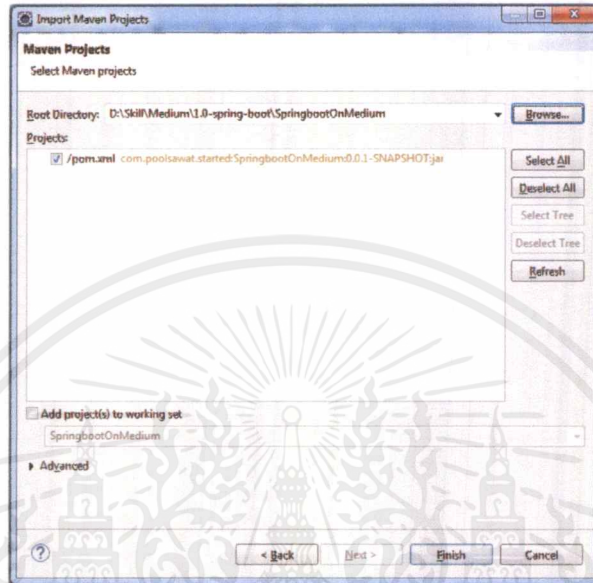 Import Maven Projects
Maven Projects
Select Maven projects
Root Directory: D:\Skill\Medium\1.0-spring-boot\SpringbootOnMedium
Browse...
Projects:
/pom.xml com.poolsawat.started:SpringbootOnMedium:0.0.1-SNAPSHOT:jar
Select All
Deselect All
Select Tree
Deselect Tree
Refresh
Add project(s) to working set
SpringbootOnMedium
Advanced
< Back Next > Finish Cancel